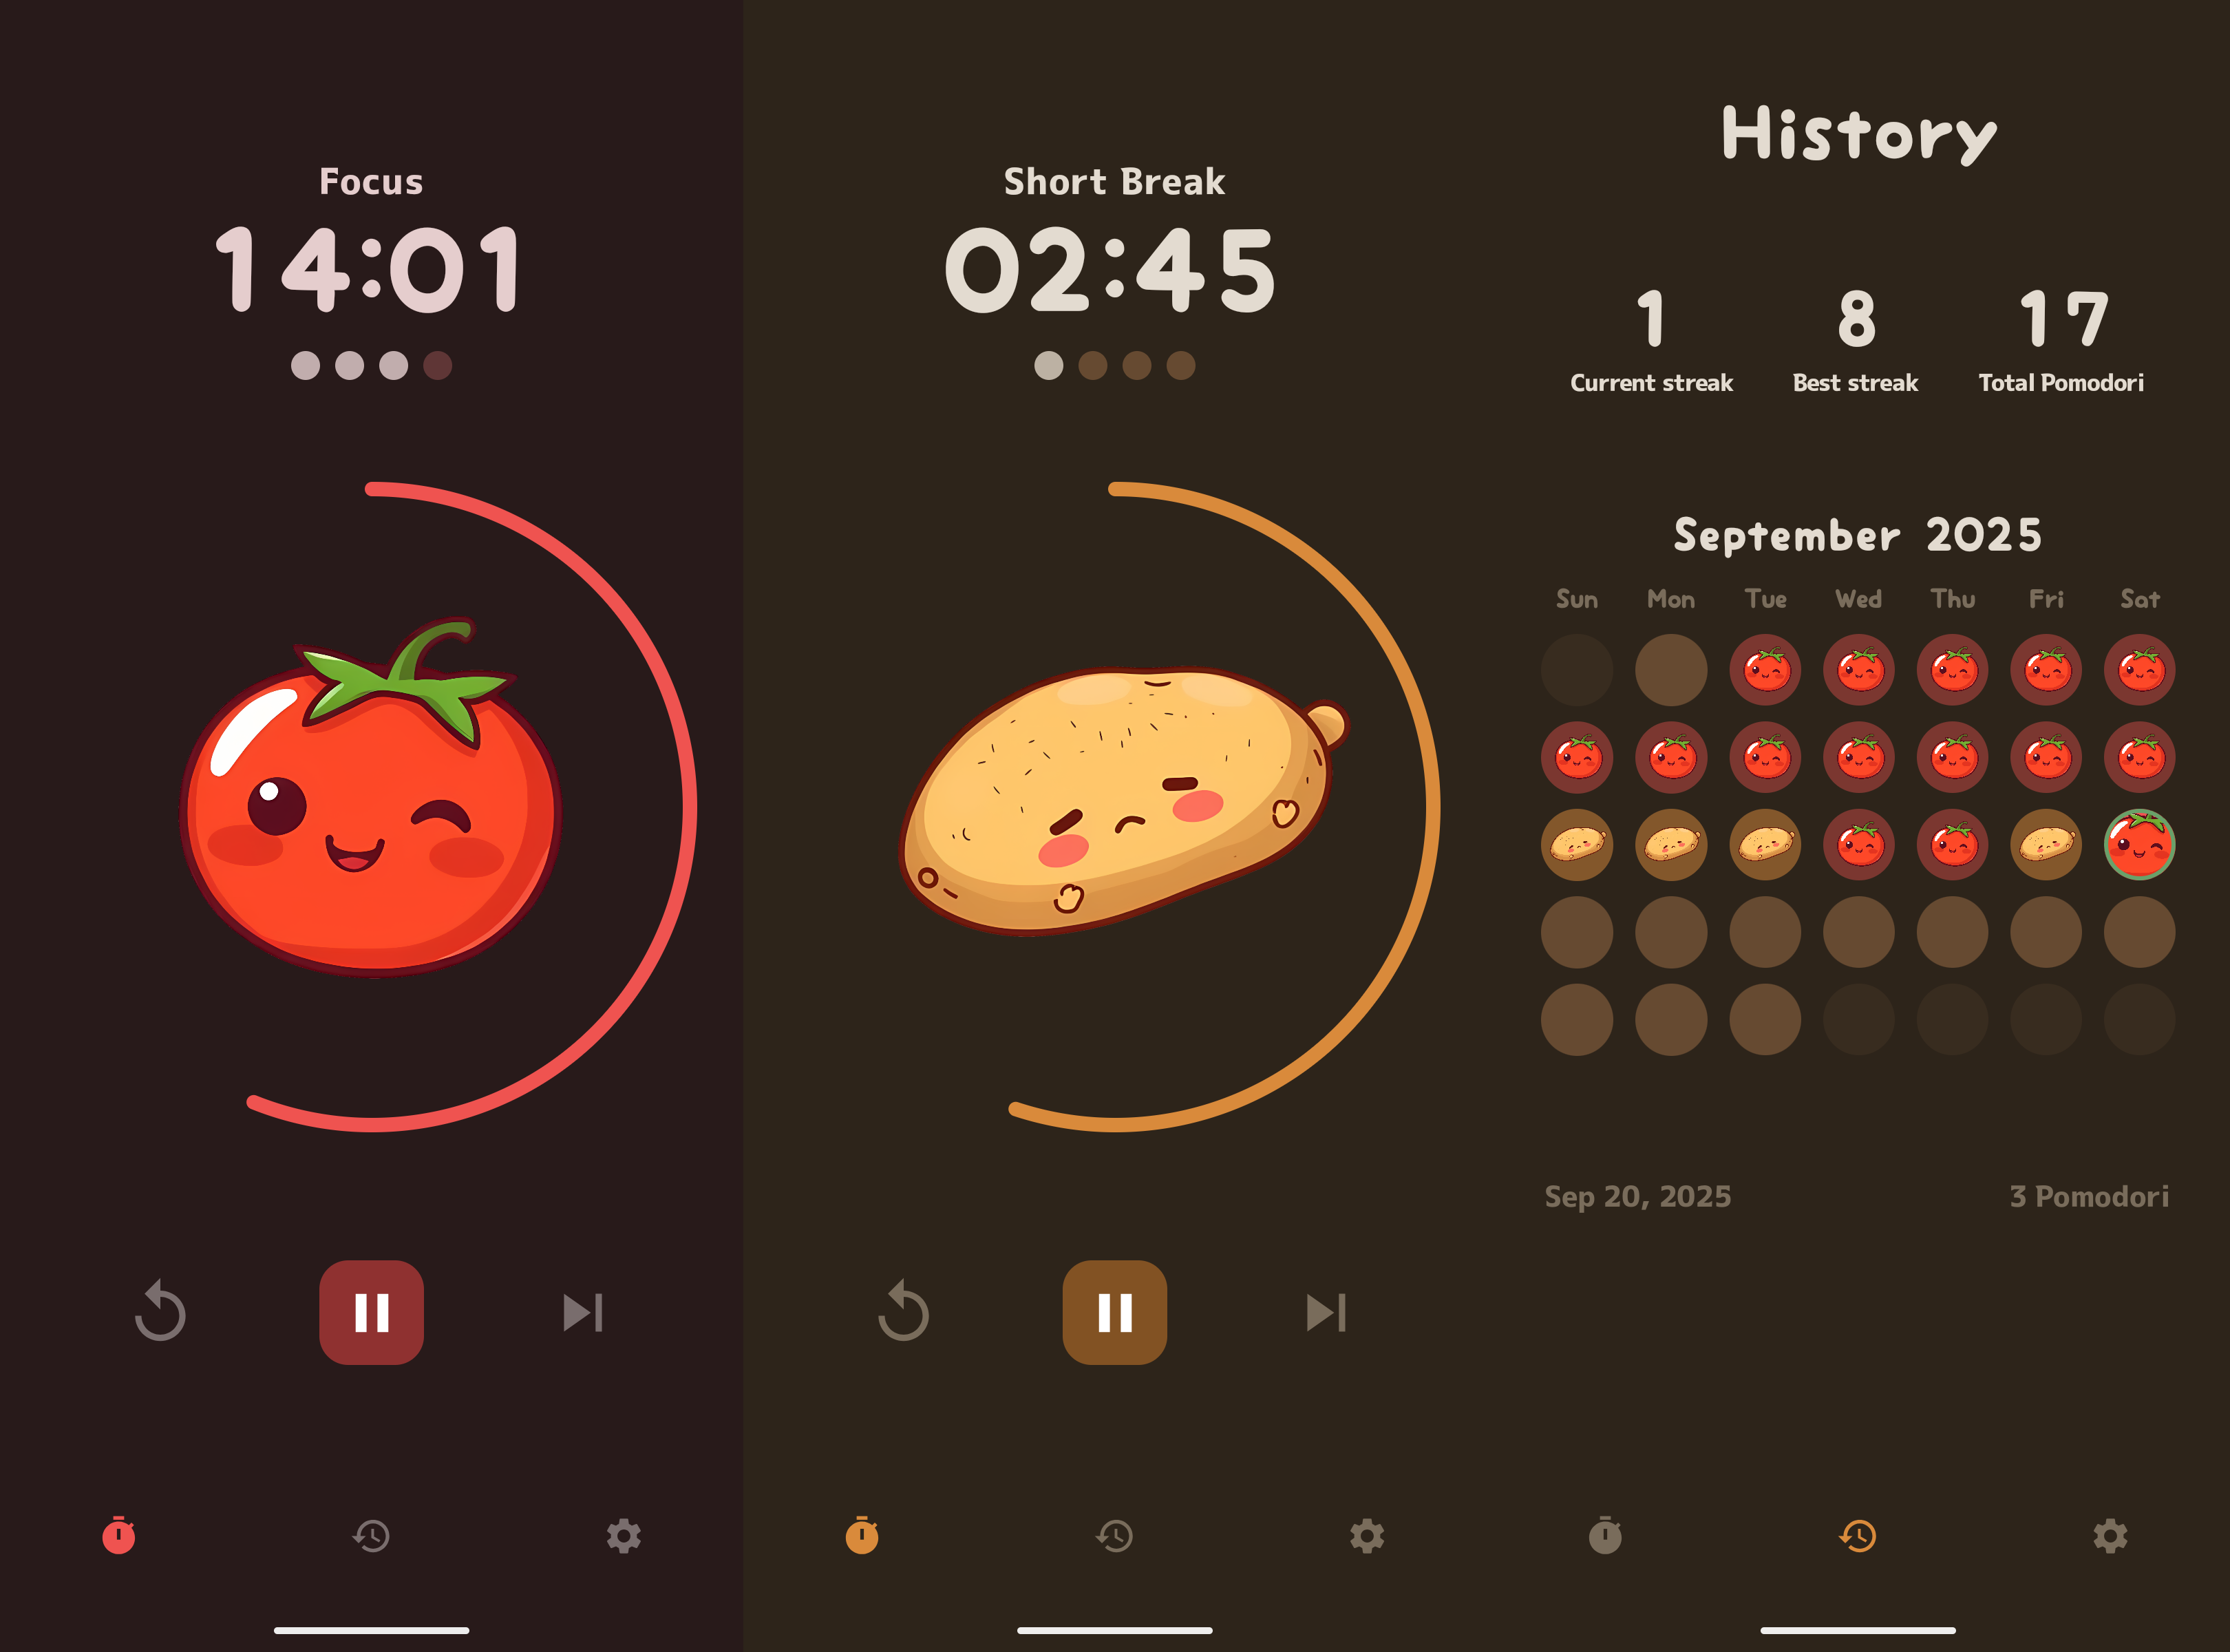 Focus
14:01
Short Break
02:45
History
1 8 17
Current streak Best streak Total Pomodori
September 2025
Sun Mon Tue Wed Thu Fri Sat
Sep 20, 2025 3 Pomodori